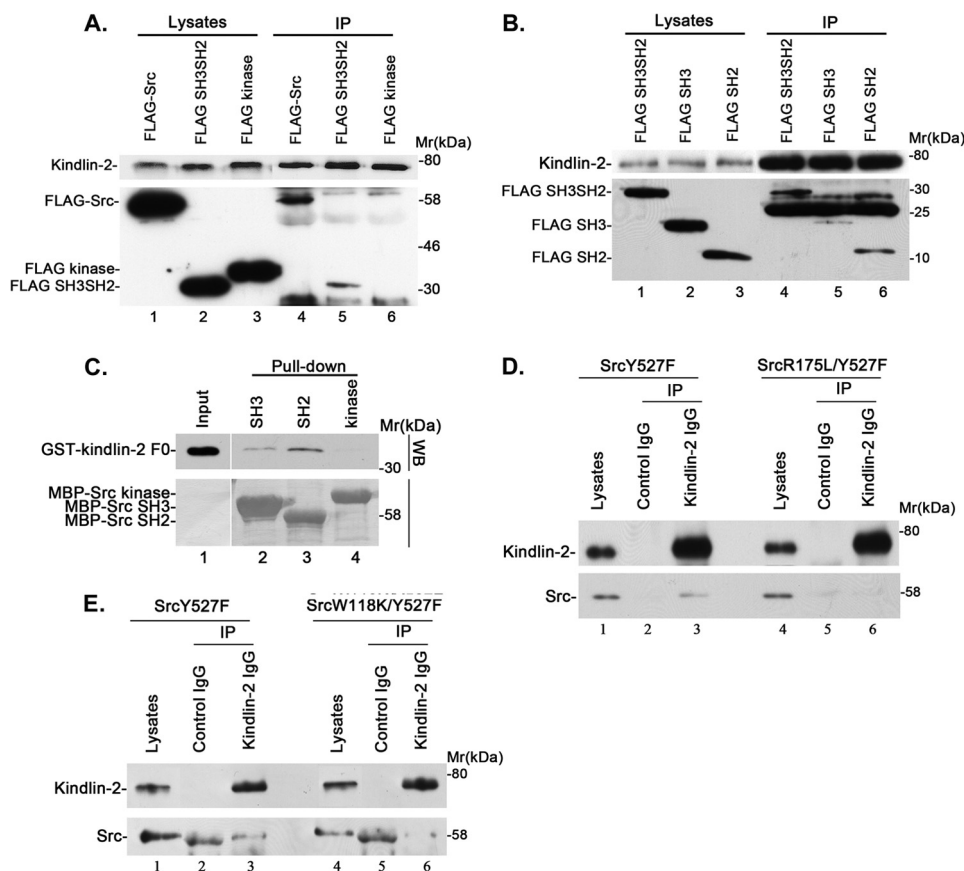 A.
Lysates IP
FLAG-Src
FLAG SH3SH2
FLAG kinase
FLAG-Src
FLAG SH3SH2
FLAG kinase
Mr(kDa)
Kindlin-2- -80
FLAG-Src- -58
-46
FLAG kinase-
FLAG SH3SH2- -30
1 2 3 4 5 6
B.
Lysates IP
FLAG SH3SH2
FLAG SH3
FLAG SH2
FLAG SH3SH2
FLAG SH3
FLAG SH2
Mr(kDa)
Kindlin-2- -80
FLAG SH3SH2- -30
-25
FLAG SH3-
FLAG SH2- -10
1 2 3 4 5 6
C.
Pull-down
Input
SH3
SH2
kinase
Mr(kDa)
GST-kindlin-2 F0-
WB
-30
MBP-Src kinase-
MBP-Src SH3-
MBP-Src SH2- -58
1 2 3 4
D.
SrcY527F SrcR175L/Y527F
IP IP
Lysates
Control IgG
Kindlin-2 IgG
Lysates
Control IgG
Kindlin-2 IgG
Mr(kDa)
-80
Kindlin-2-
Src- -58
1 2 3 4 5 6
E.
SrcY527F SrcW118K/Y527F
IP IP
Lysates
Control IgG
Kindlin-2 IgG
Lysates
Control IgG
Kindlin-2 IgG
Mr(kDa)
-80
Kindlin-2-
Src- -58
1 2 3 4 5 6